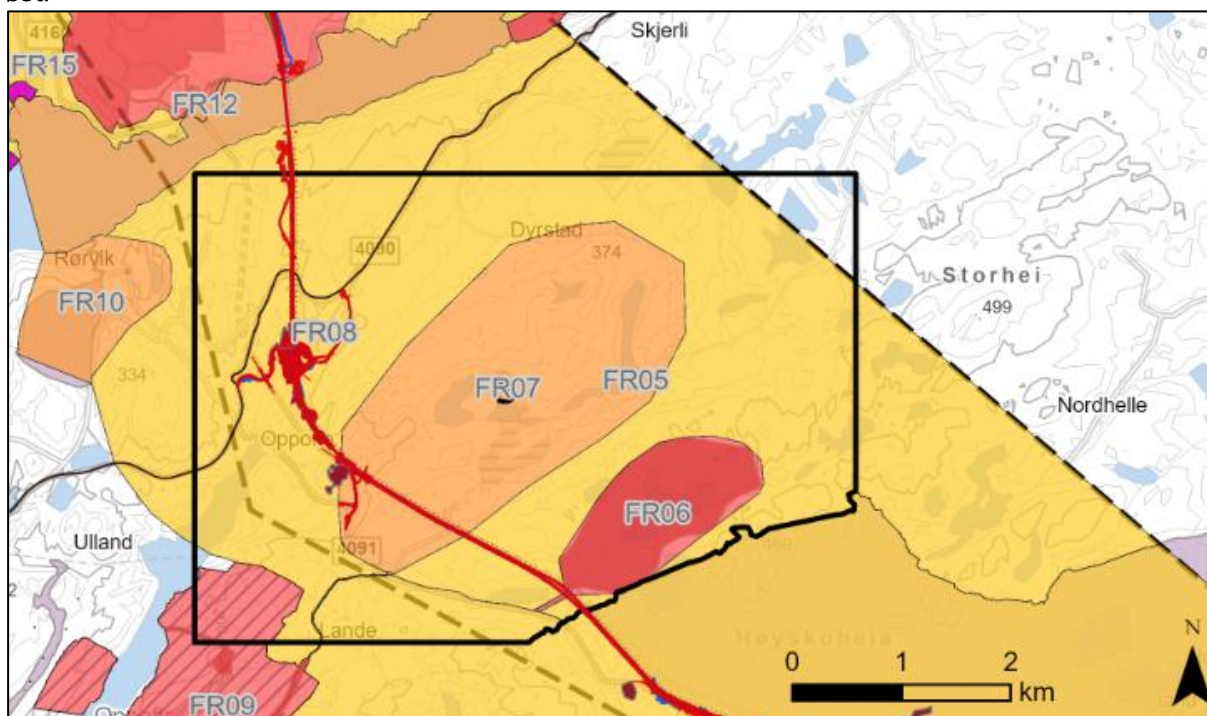 416
Skjerli
FR15
FR12
Rørvik
4090
Dyrstad
374
Storhei
499
FR10
FR08
334
FR07
FR05
Nordhelle
FR06
Ulland
4091
2
Lande
Høyskoheia
N
0 1 2
km
FR09